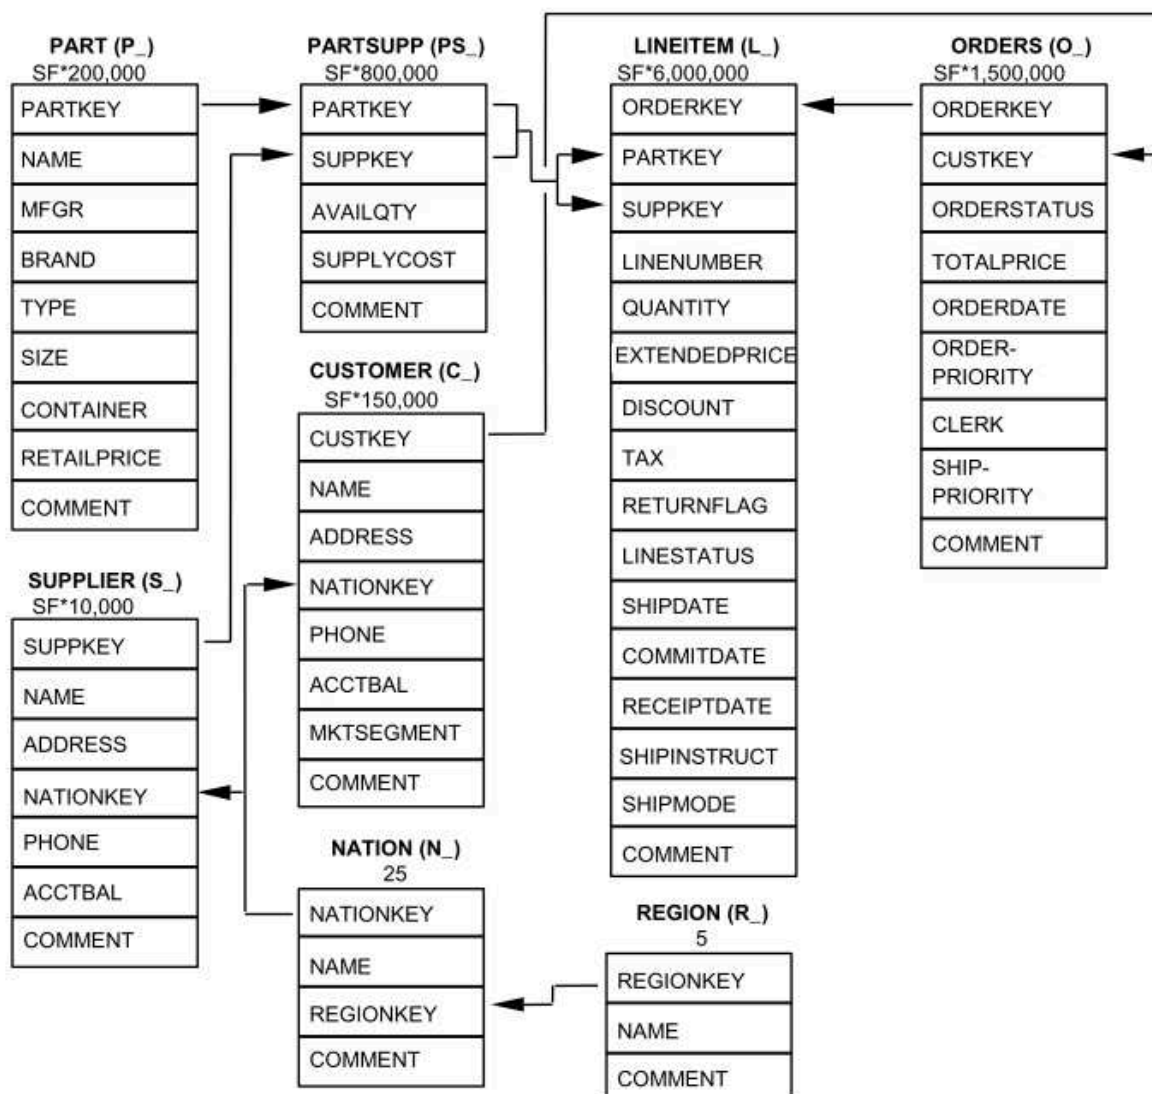 PART (P_)
SF*200,000
PARTKEY
NAME
MFGR
BRAND
TYPE
SIZE
CONTAINER
RETAILPRICE
COMMENT
SUPPLIER (S_)
SF*10,000
SUPPKEY
NAME
ADDRESS
NATIONKEY
PHONE
ACCTBAL
COMMENT
PARTSUPP (PS_)
SF*800,000
PARTKEY
SUPPKEY
AVAILQTY
SUPPLYCOST
COMMENT
CUSTOMER (C_)
SF*150,000
CUSTKEY
NAME
ADDRESS
NATIONKEY
PHONE
ACCTBAL
MKTSEGMENT
COMMENT
NATION (N_)
25
NATIONKEY
NAME
REGIONKEY
COMMENT
LINEITEM (L_)
SF*6,000,000
ORDERKEY
PARTKEY
SUPPKEY
LINENUMBER
QUANTITY
EXTENDEDPRICE
DISCOUNT
TAX
RETURNFLAG
LINESTATUS
SHIPDATE
COMMITDATE
RECEIPTDATE
SHIPINSTRUCT
SHIPMODE
COMMENT
REGION (R_)
5
REGIONKEY
NAME
COMMENT
ORDERS (O_)
SF*1,500,000
ORDERKEY
CUSTKEY
ORDERSTATUS
TOTALPRICE
ORDERDATE
ORDER-
PRIORITY
CLERK
SHIP-
PRIORITY
COMMENT